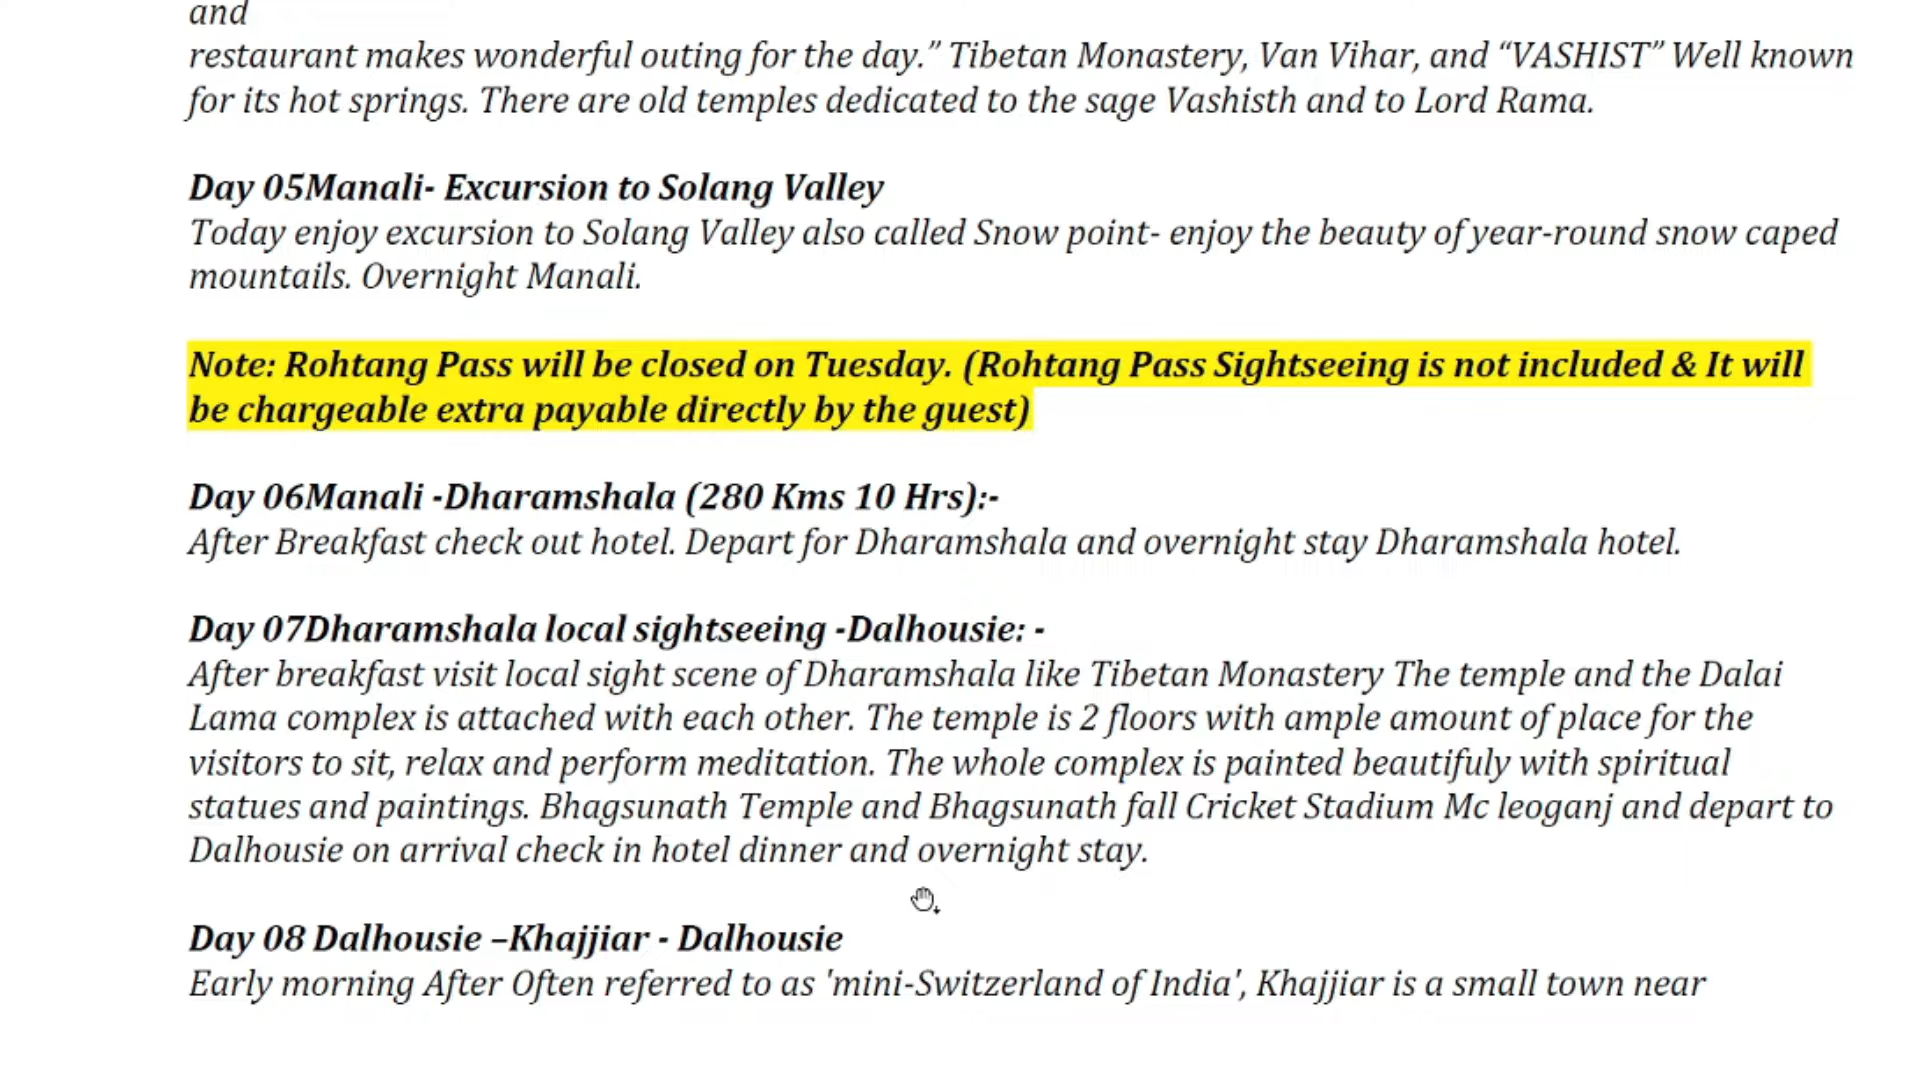 and
restaurant makes wonderful outing for the day.” Tibetan Monastery, Van Vihar, and “VASHIST” Well known
for its hot springs. There are old temples dedicated to the sage Vashisth and to Lord Rama.
Day 05Manali- Excursion to Solang Valley
Today enjoy excursion to Solang Valley also called Snow point- enjoy the beauty of year-round snow caped
mountails. Overnight Manali.
Note: Rohtang Pass will be closed on Tuesday. (Rohtang Pass Sightseeing is not included & It will
be chargeable extra payable directly by the guest)
Day 06Manali -Dharamshala (280 Kms 10 Hrs):-
After Breakfast check out hotel. Depart for Dharamshala and overnight stay Dharamshala hotel.
Day 07Dharamshala local sightseeing -Dalhousie: -
After breakfast visit local sight scene of Dharamshala like Tibetan Monastery The temple and the Dalai
Lama complex is attached with each other. The temple is 2 floors with ample amount of place for the
visitors to sit, relax and perform meditation. The whole complex is painted beautifuly with spiritual
statues and paintings. Bhagsunath Temple and Bhagsunath fall Cricket Stadium Mc leoganj and depart to
Dalhousie on arrival check in hotel dinner and overnight stay.
Day 08 Dalhousie –Khajjiar - Dalhousie
Early morning After Often referred to as 'mini-Switzerland of India', Khajjiar is a small town near